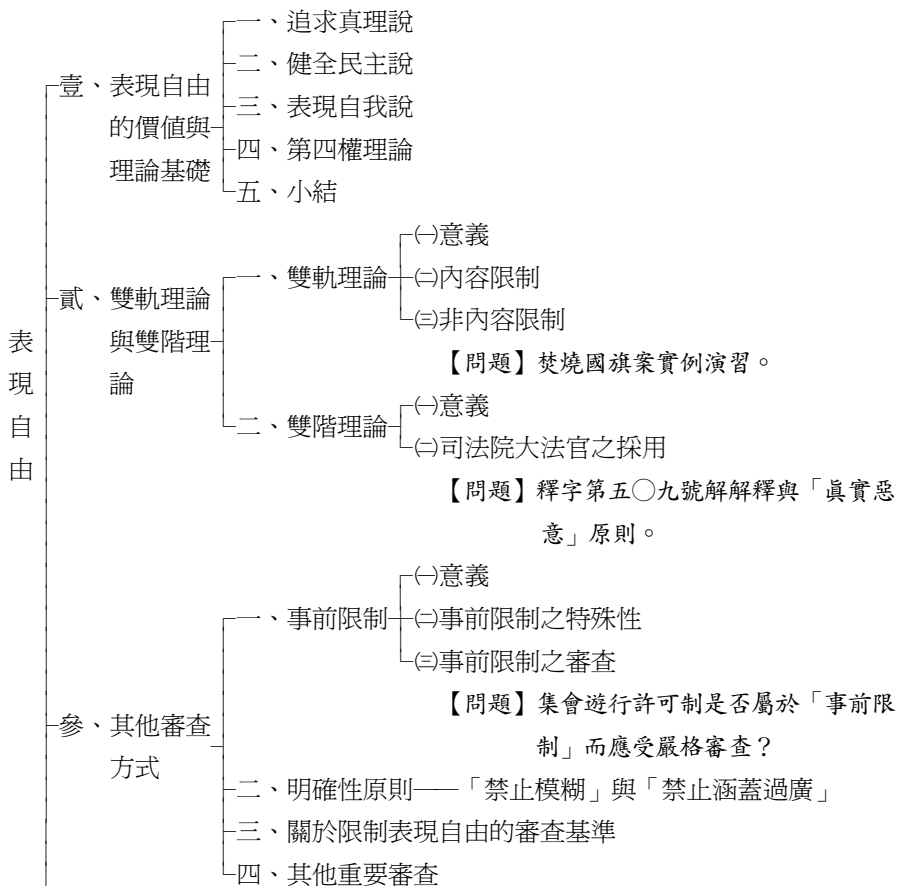 表現自由
壹、表現自由
的價值與
理論基礎
一、追求真理說
二、健全民主說
三、表現自我說
四、第四權理論
五、小結
貳、雙軌理論
與雙階理
論
一、雙軌理論
㈠意義
㈡內容限制
㈢非內容限制
【問題】焚燒國旗案實例演習。
二、雙階理論
㈠意義
㈡司法院大法官之採用
【問題】釋字第五○九號解解釋與「真實惡
意」原則。
參、其他審查
方式
一、事前限制
㈠意義
㈡事前限制之特殊性
㈢事前限制之審查
【問題】集會遊行許可制是否屬於「事前限
制」而應受嚴格審查？
二、明確性原則——「禁止模糊」與「禁止涵蓋過廣」
三、關於限制表現自由的審查基準
四、其他重要審查